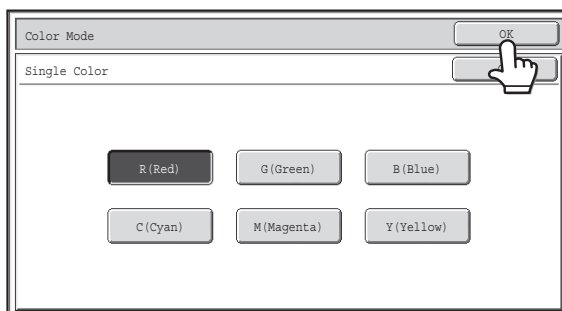 Color Mode
OK
Single Color
R(Red) G(Green) B(Blue)
C(Cyan) M(Magenta) Y(Yellow)